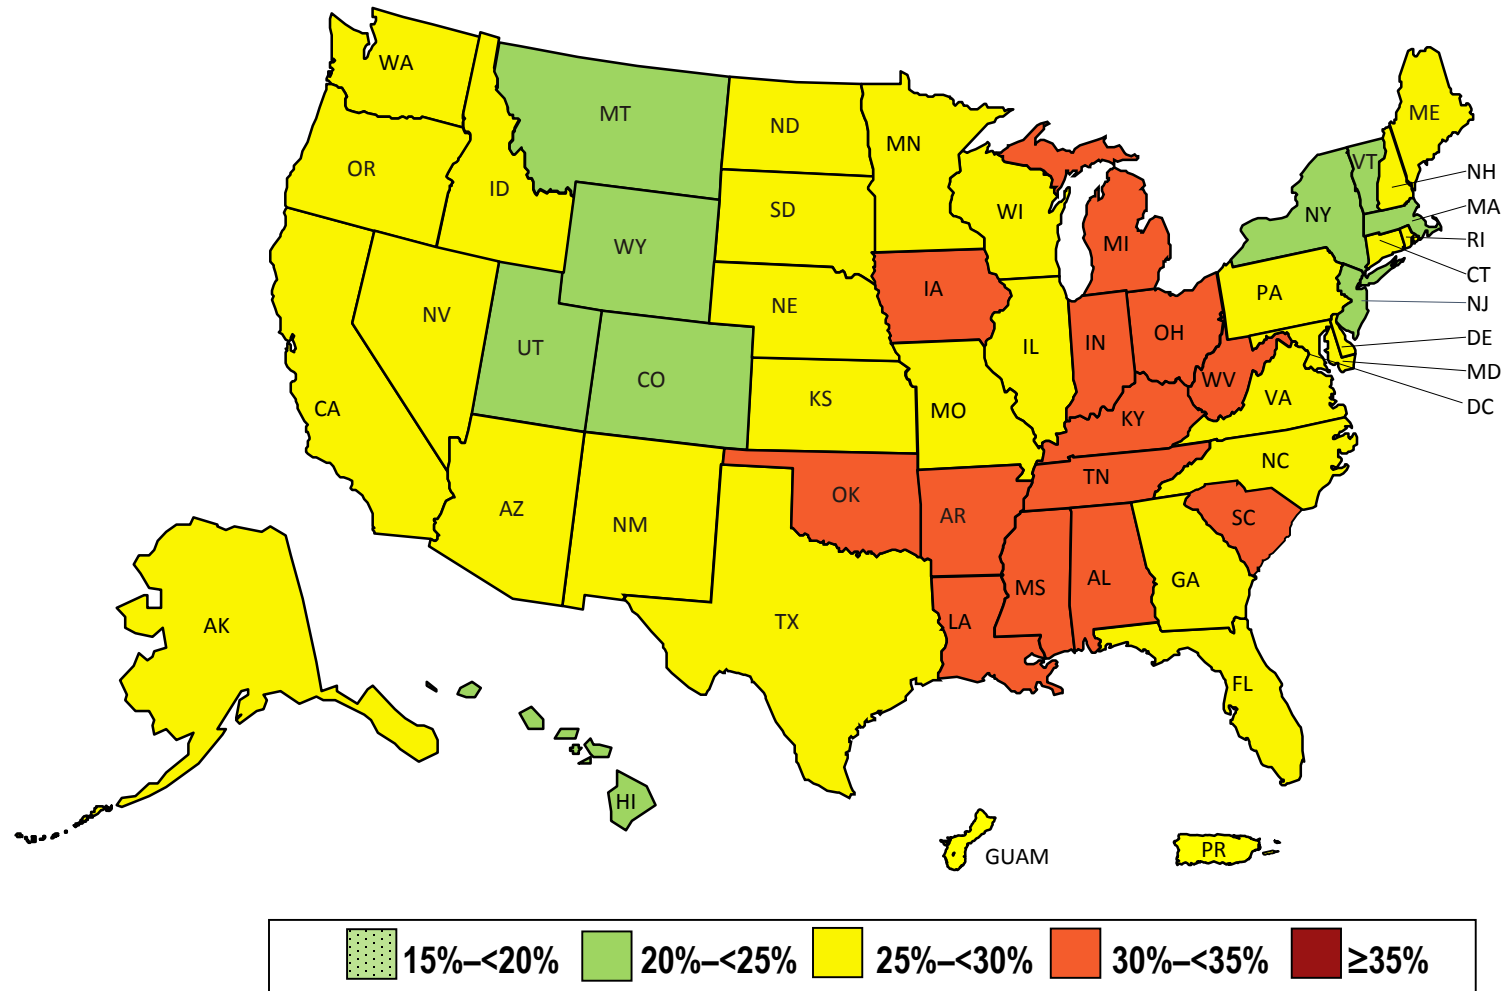 WA
MT
ME
ND
MN
OR
VT
NH
ID
SD
WI
NY
MA
WY
MI
RI
CT
IA
PA
NV
NE
NJ
UT
IL
IN
OH
DE
CO
WV
MD
KS
VA
DC
CA
MO
KY
NC
TN
AZ
NM
OK
AR
SC
MS
AL
GA
AK
TX
LA
FL
HI
GUAM
PR
15%–<20%
20%–<25%
25%–<30%
30%–<35%
≥35%